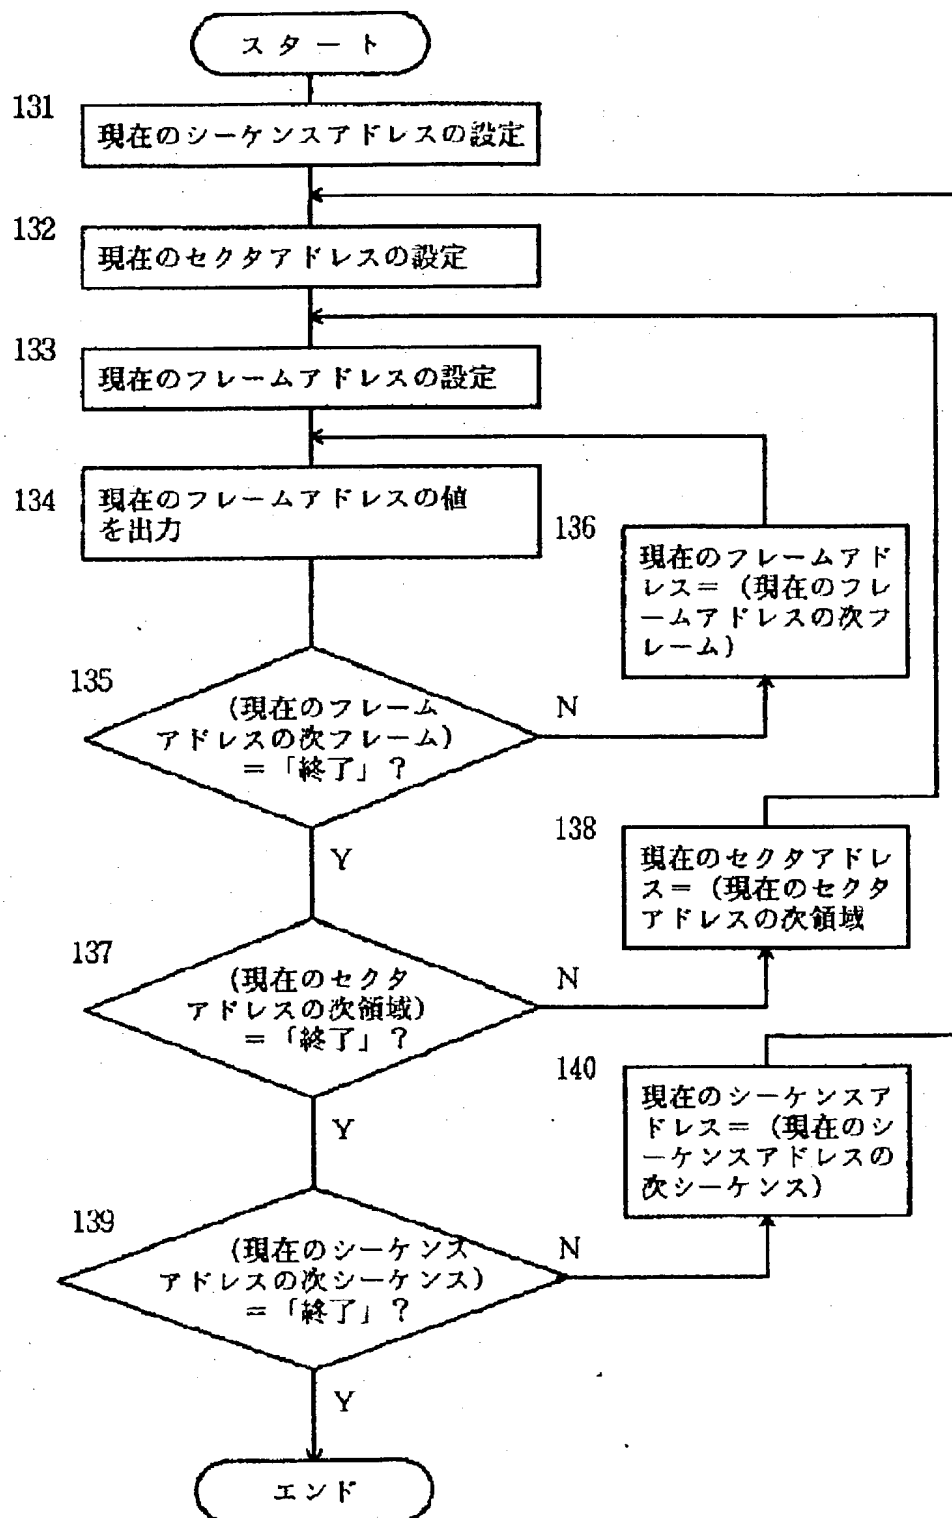 スタート
131
現在のシーケンスアドレスの設定
132
現在のセクタアドレスの設定
133
現在のフレームアドレスの設定
134
現在のフレームアドレスの値
を出力
136
現在のフレームアド
レス=(現在のフレ
ームアドレスの次フ
レーム)
135
(現在のフレーム
アドレスの次フレーム)
=「終了」?
N
Y
138
現在のセクタアドレ
ス=(現在のセクタ
アドレスの次領域
137
(現在のセクタ
アドレスの次領域)
=「終了」?
N
Y
140
現在のシーケンスア
ドレス=(現在のシ
ーケンスアドレスの
次シーケンス)
139
(現在のシーケンス
アドレスの次シーケンス)
=「終了」?
N
Y
エンド